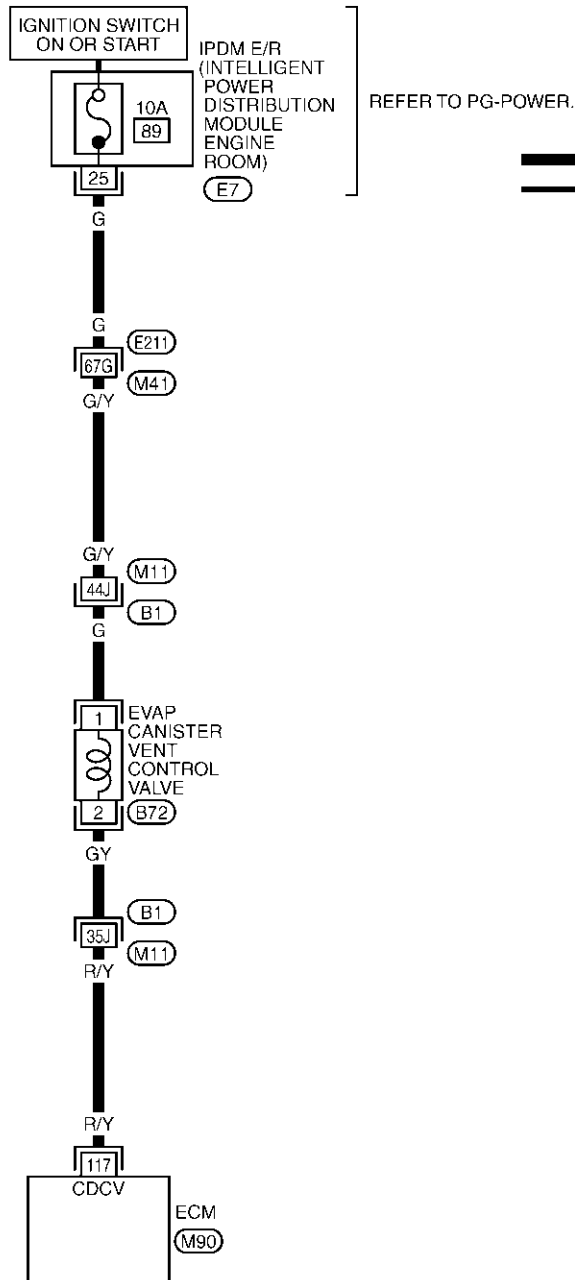 IGNITION SWITCH
ON OR START
IPDM E/R
(INTELLIGENT
POWER
DISTRIBUTION
MODULE
ENGINE
ROOM)
REFER TO PG-POWER.
10A
89
25
E7
G
G
E211
67G
M41
G/Y
G/Y
M11
44J
B1
G
1
EVAP
CANISTER
VENT
CONTROL
VALVE
2
B72
GY
B1
35J
M11
R/Y
R/Y
117
CDCV
ECM
M90